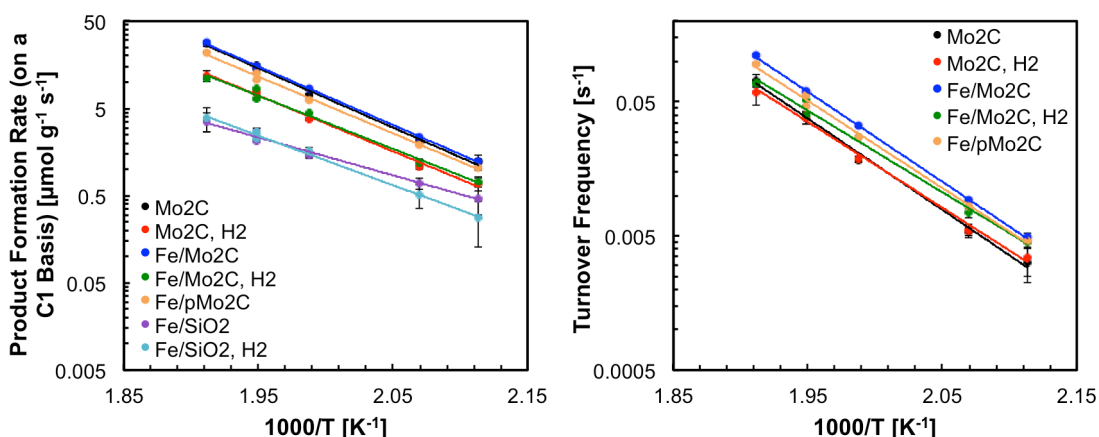 Product Formation Rate (on a
C1 Basis) [µmol g-1 s-1]
50
5
0.5
0.05
0.005
Mo2C
Mo2C, H2
Fe/Mo2C
Fe/Mo2C, H2
Fe/pMo2C
Fe/SiO2
Fe/SiO2, H2
1.85
1.95
2.05
2.15
1000/T [K-1]
Turnover Frequency [s-1]
0.05
0.005
0.0005
Mo2C
Mo2C, H2
Fe/Mo2C
Fe/Mo2C, H2
Fe/pMo2C
1.85
1.95
2.05
2.15
1000/T [K-1]